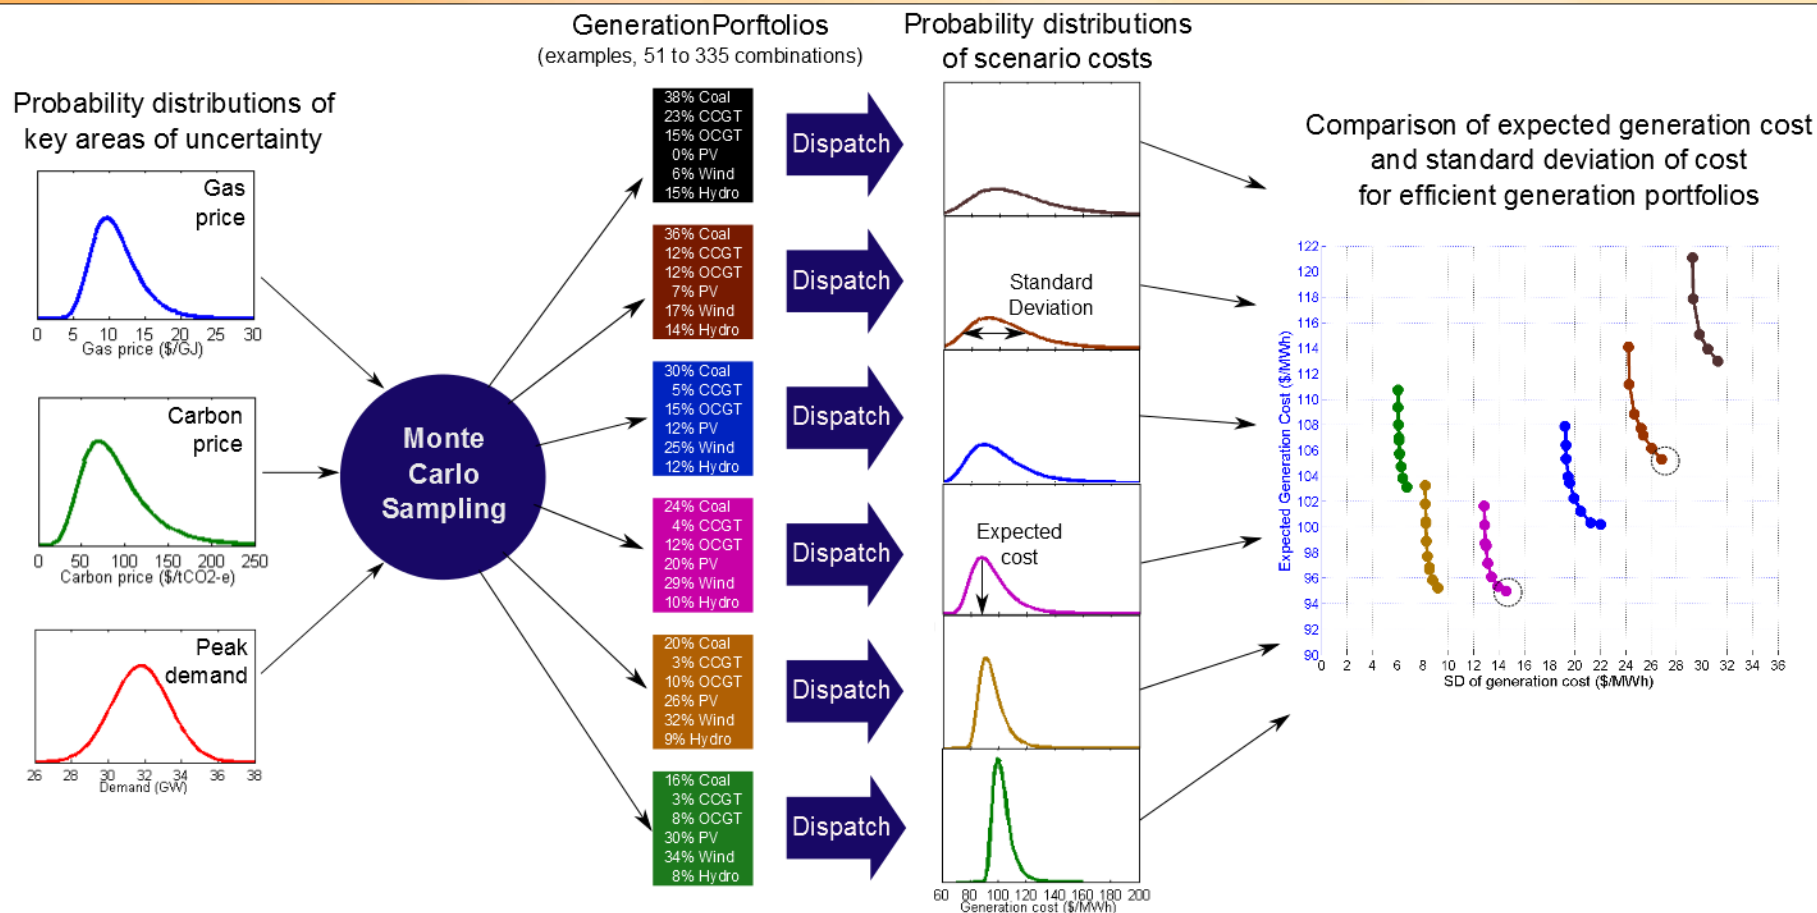 Generation Porftolios
(examples, 51 to 335 combinations)
Probability distributions
of scenario costs
Probability distributions of
key areas of uncertainty
Comparison of expected generation cost
and standard deviation of cost
for efficient generation portfolios
Gas
price
0 5 10 15 20 25 30
Gas price ($/GJ)
Carbon
price
0 50 100 150 200 250
Carbon price ($/tCO2-e)
Peak
demand
26 28 30 32 34 36 38
Demand (GW)
Monte
Carlo
Sampling
38% Coal
23% CCGT
15% OCGT
0% PV
6% Wind
15% Hydro
Dispatch
36% Coal
12% CCGT
12% OCGT
7% PV
17% Wind
14% Hydro
Dispatch
30% Coal
5% CCGT
15% OCGT
12% PV
25% Wind
12% Hydro
Dispatch
24% Coal
4% CCGT
12% OCGT
20% PV
29% Wind
10% Hydro
Dispatch
20% Coal
3% CCGT
10% OCGT
26% PV
32% Wind
9% Hydro
Dispatch
16% Coal
3% CCGT
8% OCGT
30% PV
34% Wind
8% Hydro
Dispatch
Standard
Deviation
Expected
cost
60 80 100 120 140 160 180 200
Generation cost ($/MWh)
Expected Generation Cost ($/MWh)
122
120
118
116
114
112
110
108
106
104
102
100
98
96
94
92
90
0 2 4 6 8 10 12 14 16 18 20 22 24 26 28 30 32 34 36
SD of generation cost ($/MWh)